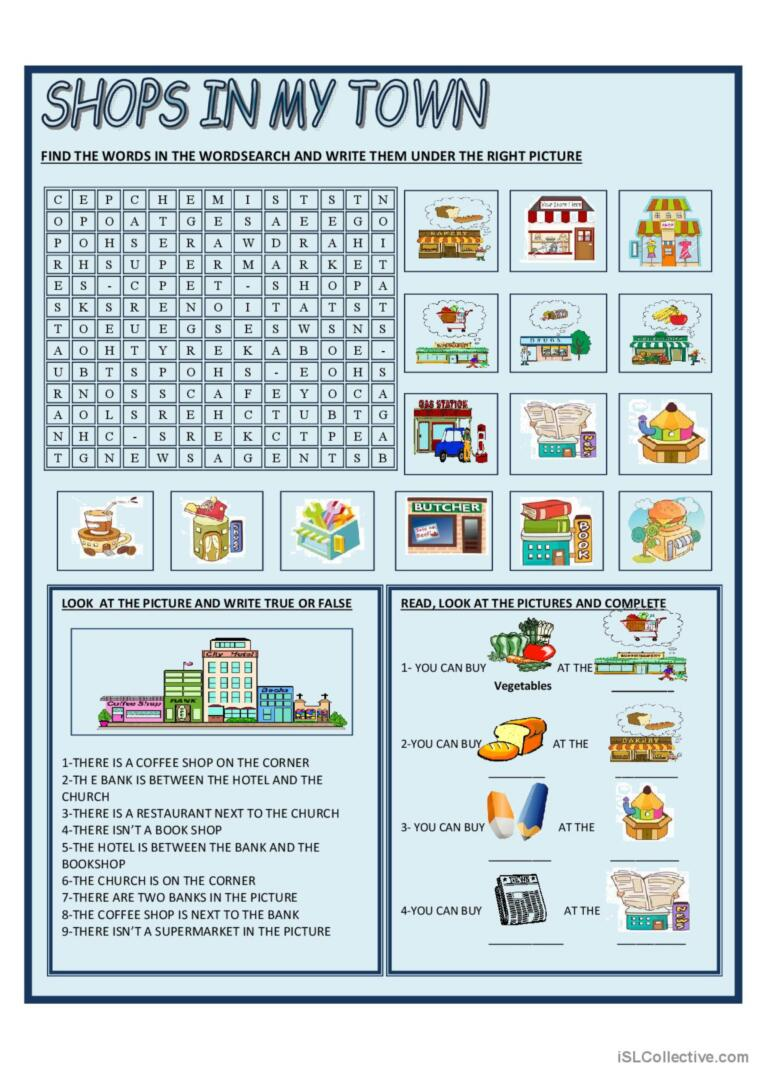 SHOPS IN MY TOWN
FIND THE WORDS IN THE WORDSEARCH AND WRITE THEM UNDER THE RIGHT PICTURE
C E P C H E M I S T S T N
O P O A T G E S A E E G O
P O H S E R A W D R A H I
R H S U P E R M A R K E T
E S - C P E T - S H O P A
S K S R E N O I T A T S T
T O E U E G S E S W S N S
A O H T Y R E K A B O E -
U B T S P O H S - E O H S
R N O S S C A F E Y O C A
A O L S R E H C T U B T G
N H C - S R E K C T P E A
T G N E W S A G E N T S B
BAKERY
DRUGS
GAS STATION
BUTCHER
BOOK
LOOK AT THE PICTURE AND WRITE TRUE OR FALSE
City Hotel
Coffee Shop
BANK
Books
1-THERE IS A COFFEE SHOP ON THE CORNER
2-TH E BANK IS BETWEEN THE HOTEL AND THE
CHURCH
3-THERE IS A RESTAURANT NEXT TO THE CHURCH
4-THERE ISN'T A BOOK SHOP
5-THE HOTEL IS BETWEEN THE BANK AND THE
BOOKSHOP
6-THE CHURCH IS ON THE CORNER
7-THERE ARE TWO BANKS IN THE PICTURE
8-THE COFFEE SHOP IS NEXT TO THE BANK
9-THERE ISN'T A SUPERMARKET IN THE PICTURE
READ, LOOK AT THE PICTURES AND COMPLETE
1- YOU CAN BUY AT THE
Vegetables
2-YOU CAN BUY AT THE
BAKERY
3- YOU CAN BUY AT THE
4-YOU CAN BUY AT THE
NEWS
iSLCollective.com